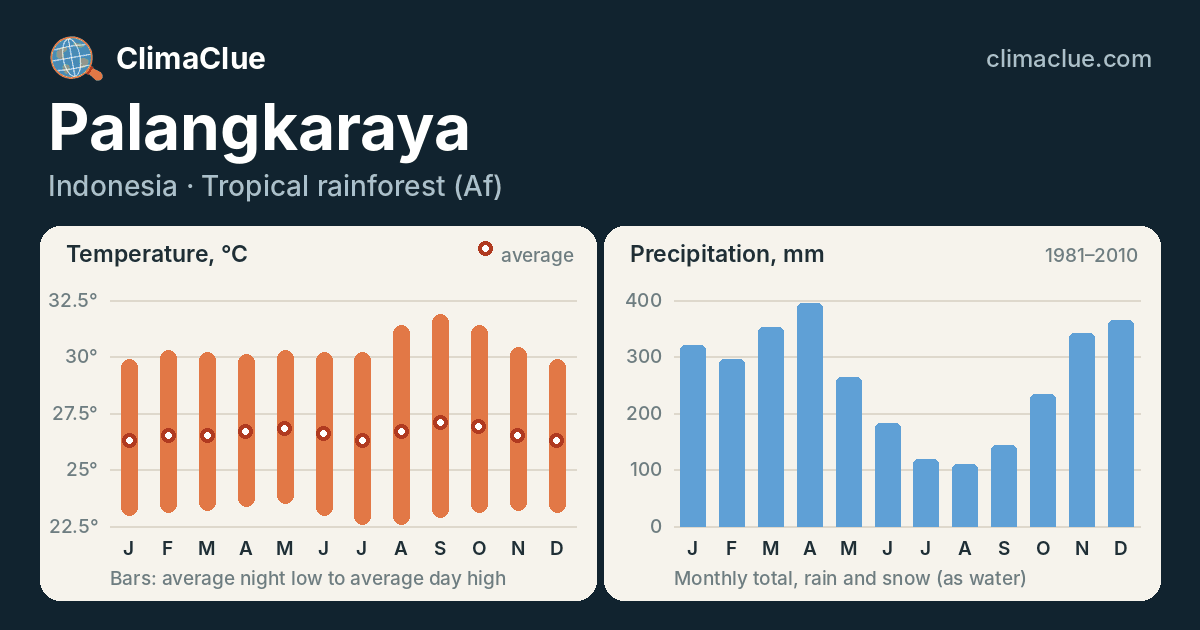 ClimaClue
climaclue.com
Palangkaraya
Indonesia · Tropical rainforest (Af)
Temperature, °C
average
32.5°
30°
27.5°
25°
22.5°
J F M A M J J A S O N D
Bars: average night low to average day high
Precipitation, mm
1981–2010
400
300
200
100
0
J F M A M J J A S O N D
Monthly total, rain and snow (as water)